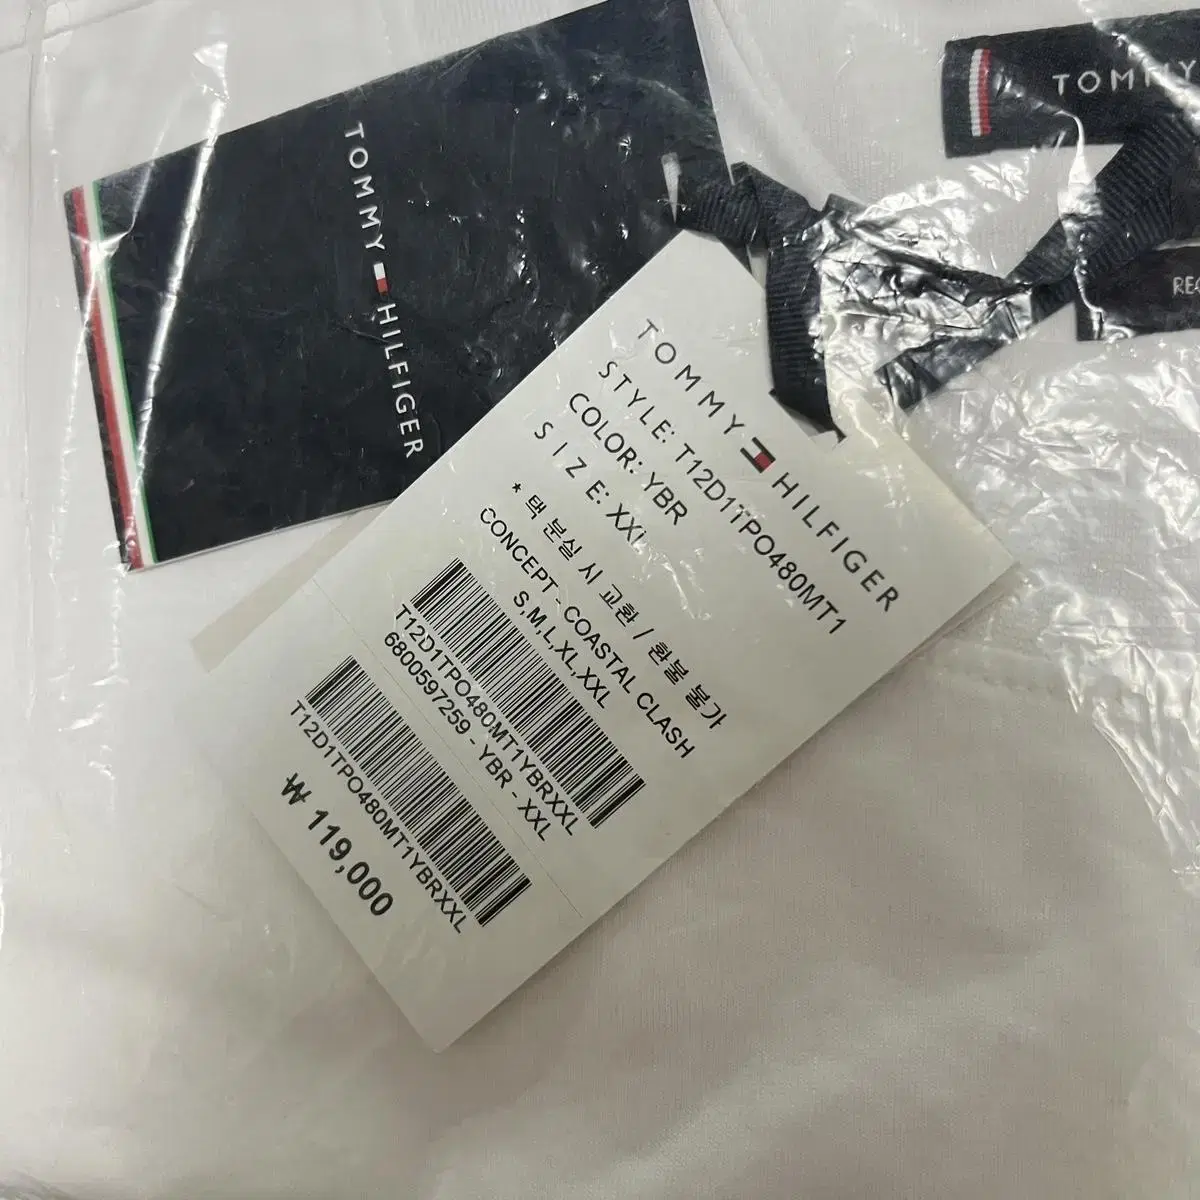 TOMMY HILFIGER
TOMMY
TOMMY HILFIGER
STYLE: T12D1TPO480MT1
COLOR: YBR
SIZE: XXL
* 택 분실 시 교환 / 환불 불가
CONCEPT - COASTAL CLASH
S,M,L,XL,XXL
T12D1TPO480MT1YBRXXL
6800597259 - YBR - XXL
T12D1TPO480MT1YBRXXL
₩ 119,000